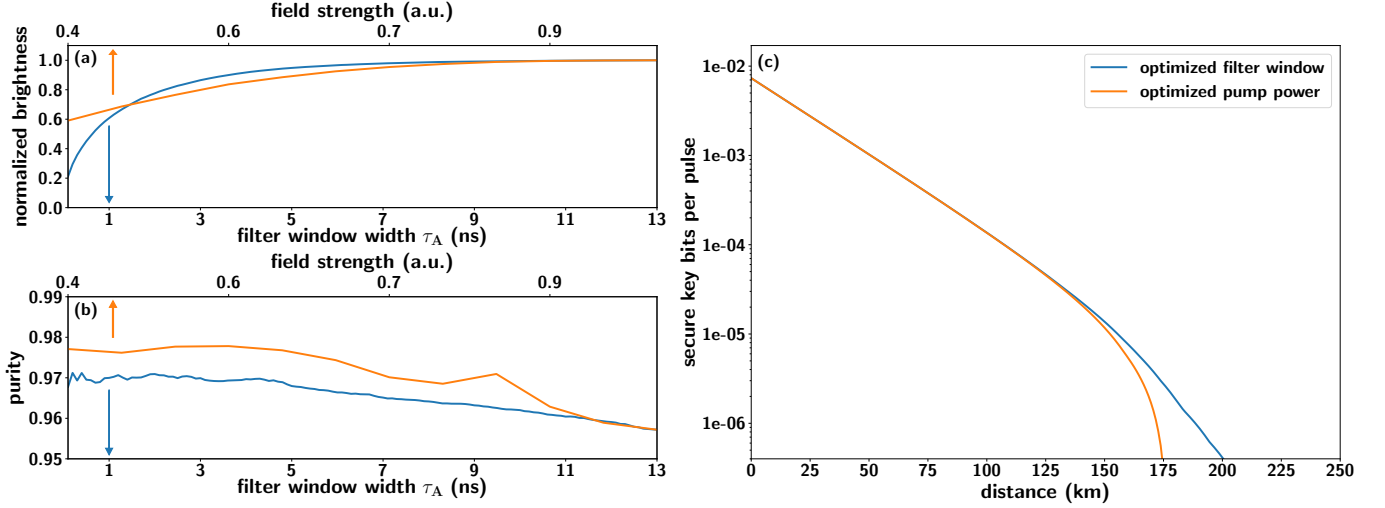 field strength (a.u.)
0.4 0.6 0.7 0.9
(a)
normalized brightness
1.0
0.8
0.6
0.4
0.2
0.0
1 3 5 7 9 11 13
filter window width τA (ns)
field strength (a.u.)
0.4 0.6 0.7 0.9
(b)
purity
0.99
0.98
0.97
0.96
0.95
1 3 5 7 9 11 13
filter window width τA (ns)
(c)
optimized filter window
optimized pump power
secure key bits per pulse
1e-02
1e-03
1e-04
1e-05
1e-06
0 25 50 75 100 125 150 175 200 225 250
distance (km)